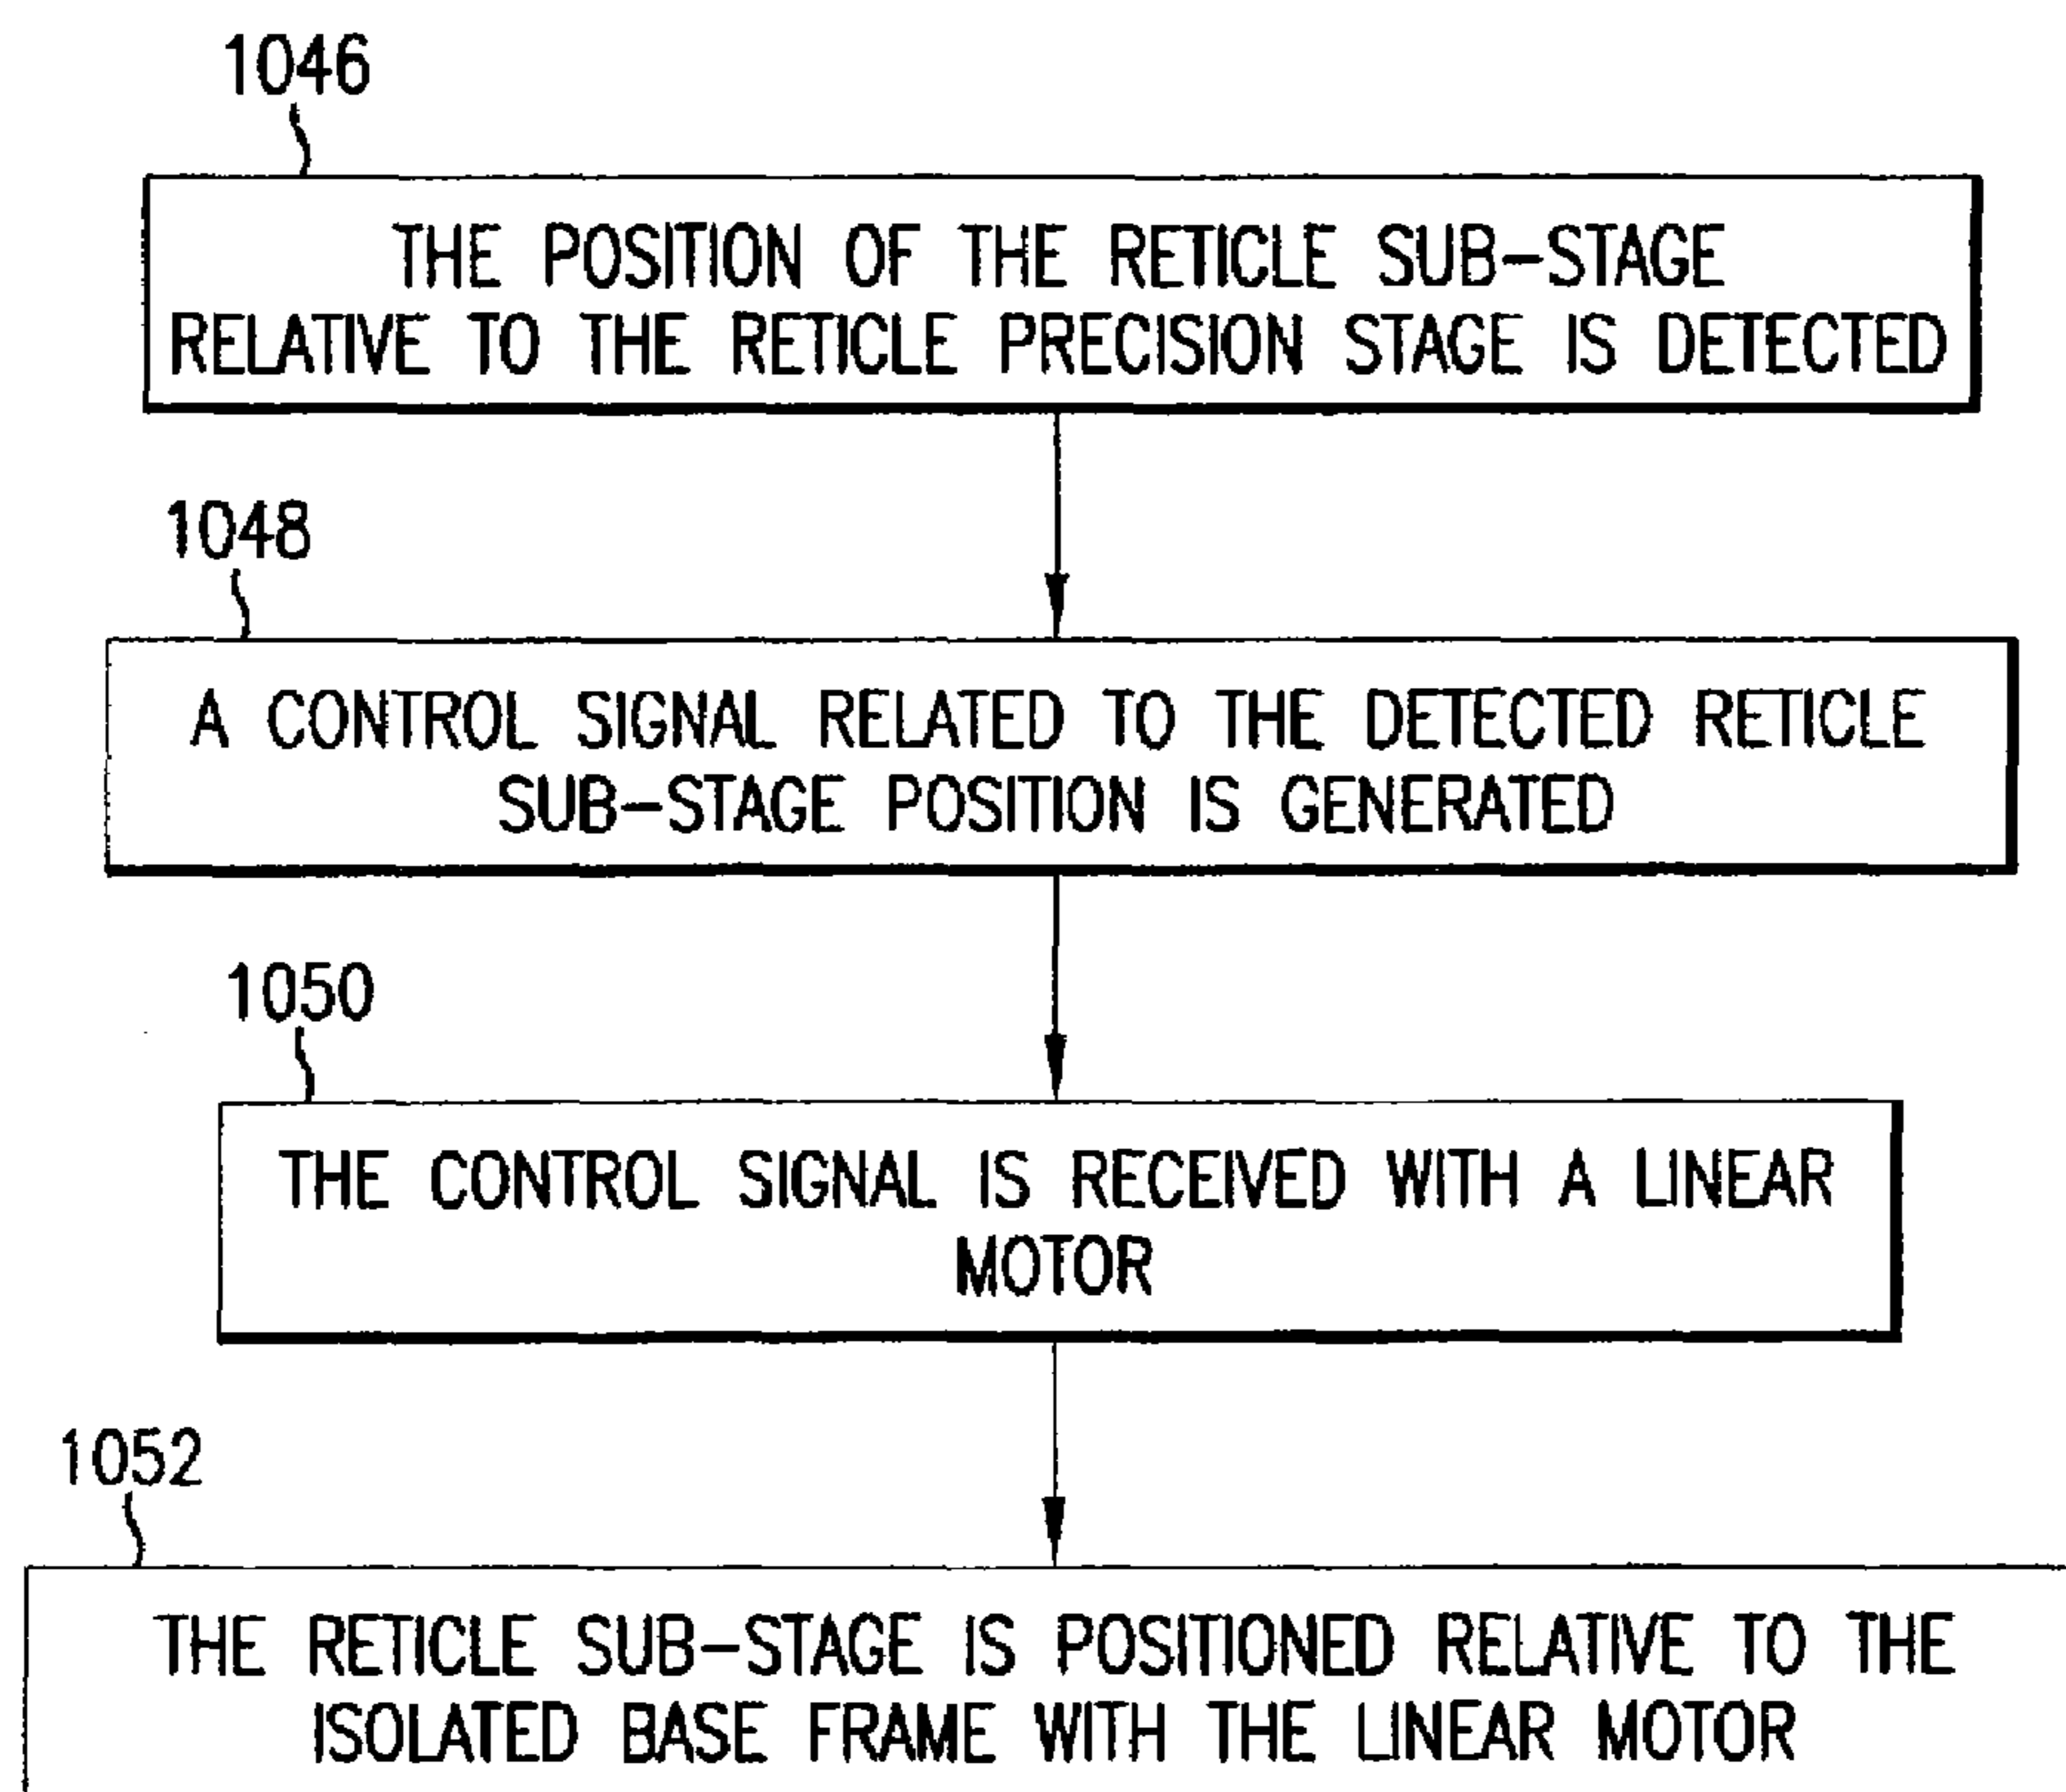 1046
THE POSITION OF THE RETICLE SUB-STAGE
RELATIVE TO THE RETICLE PRECISION STAGE IS DETECTED
1048
A CONTROL SIGNAL RELATED TO THE DETECTED RETICLE
SUB-STAGE POSITION IS GENERATED
1050
THE CONTROL SIGNAL IS RECEIVED WITH A LINEAR
MOTOR
1052
THE RETICLE SUB-STAGE IS POSITIONED RELATIVE TO THE
ISOLATED BASE FRAME WITH THE LINEAR MOTOR